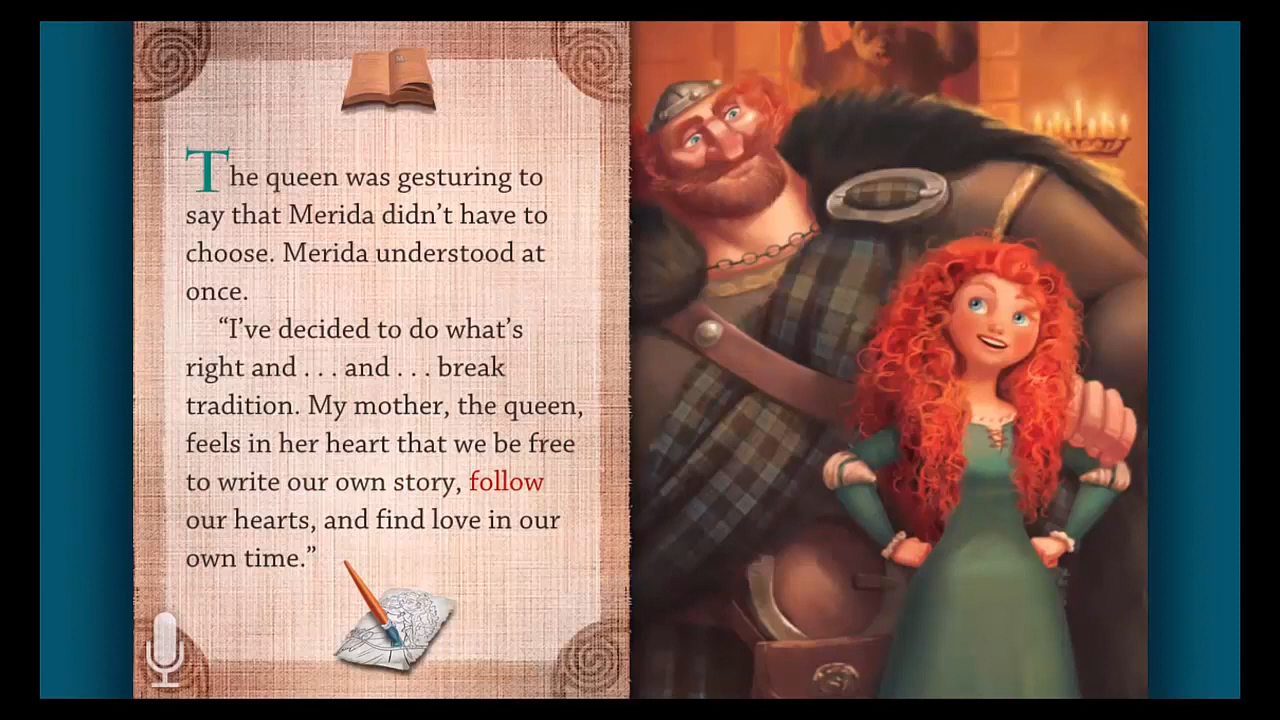 The queen was gesturing to
say that Merida didn’t have to
choose. Merida understood at
once.
“I’ve decided to do what’s
right and . . . and . . . break
tradition. My mother, the queen,
feels in her heart that we be free
to write our own story, follow
our hearts, and find love in our
own time.”